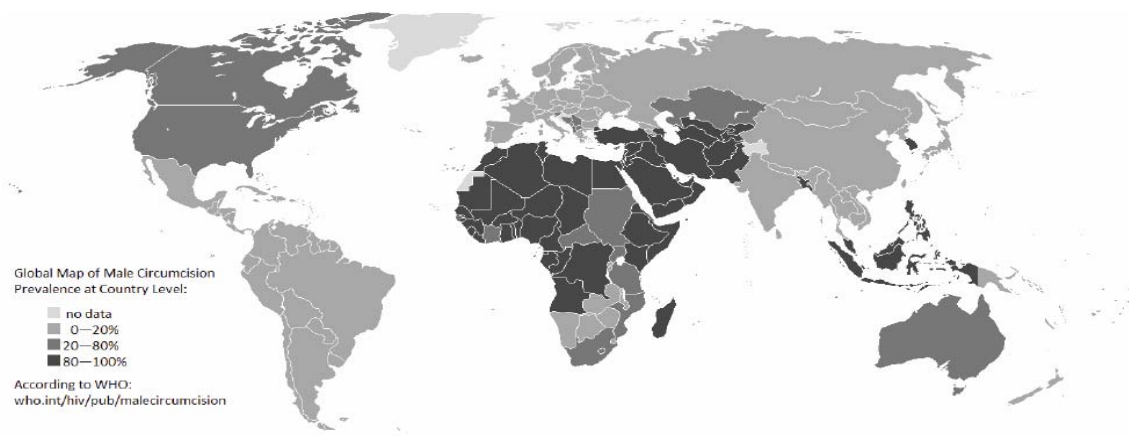 Global Map of Male Circumcision
Prevalence at Country Level:
no data
0—20%
20—80%
80—100%
According to WHO:
who.int/hiv/pub/malecircumcision